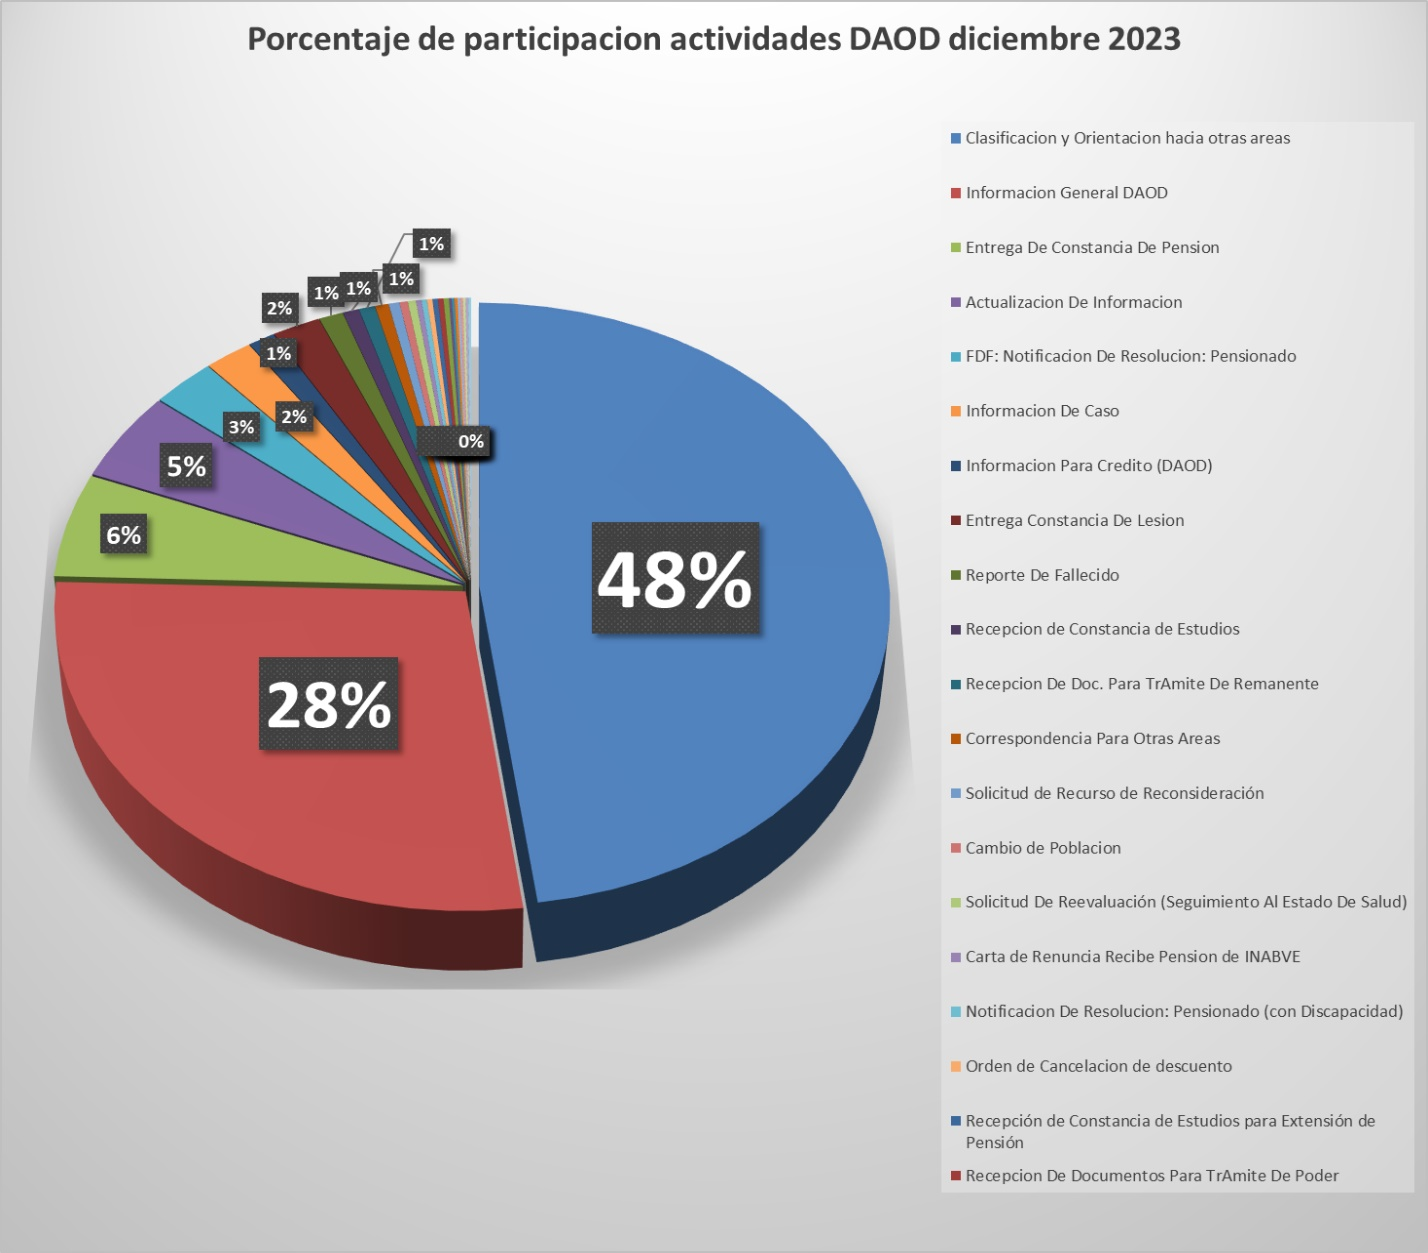 Porcentaje de participacion actividades DAOD diciembre 2023
1%
1%
1%
1%
2%
1%
2%
3%
0%
5%
6%
48%
28%
Clasificacion y Orientacion hacia otras areas
Informacion General DAOD
Entrega De Constancia De Pension
Actualizacion De Informacion
FDF: Notificacion De Resolucion: Pensionado
Informacion De Caso
Informacion Para Credito (DAOD)
Entrega Constancia De Lesion
Reporte De Fallecido
Recepcion de Constancia de Estudios
Recepcion De Doc. Para TrAmite De Remanente
Correspondencia Para Otras Areas
Solicitud de Recurso de Reconsideración
Cambio de Poblacion
Solicitud De Reevaluación (Seguimiento Al Estado De Salud)
Carta de Renuncia Recibe Pension de INABVE
Notificacion De Resolucion: Pensionado (con Discapacidad)
Orden de Cancelacion de descuento
Recepción de Constancia de Estudios para Extensión de
Pensión
Recepcion De Documentos Para TrAmite De Poder